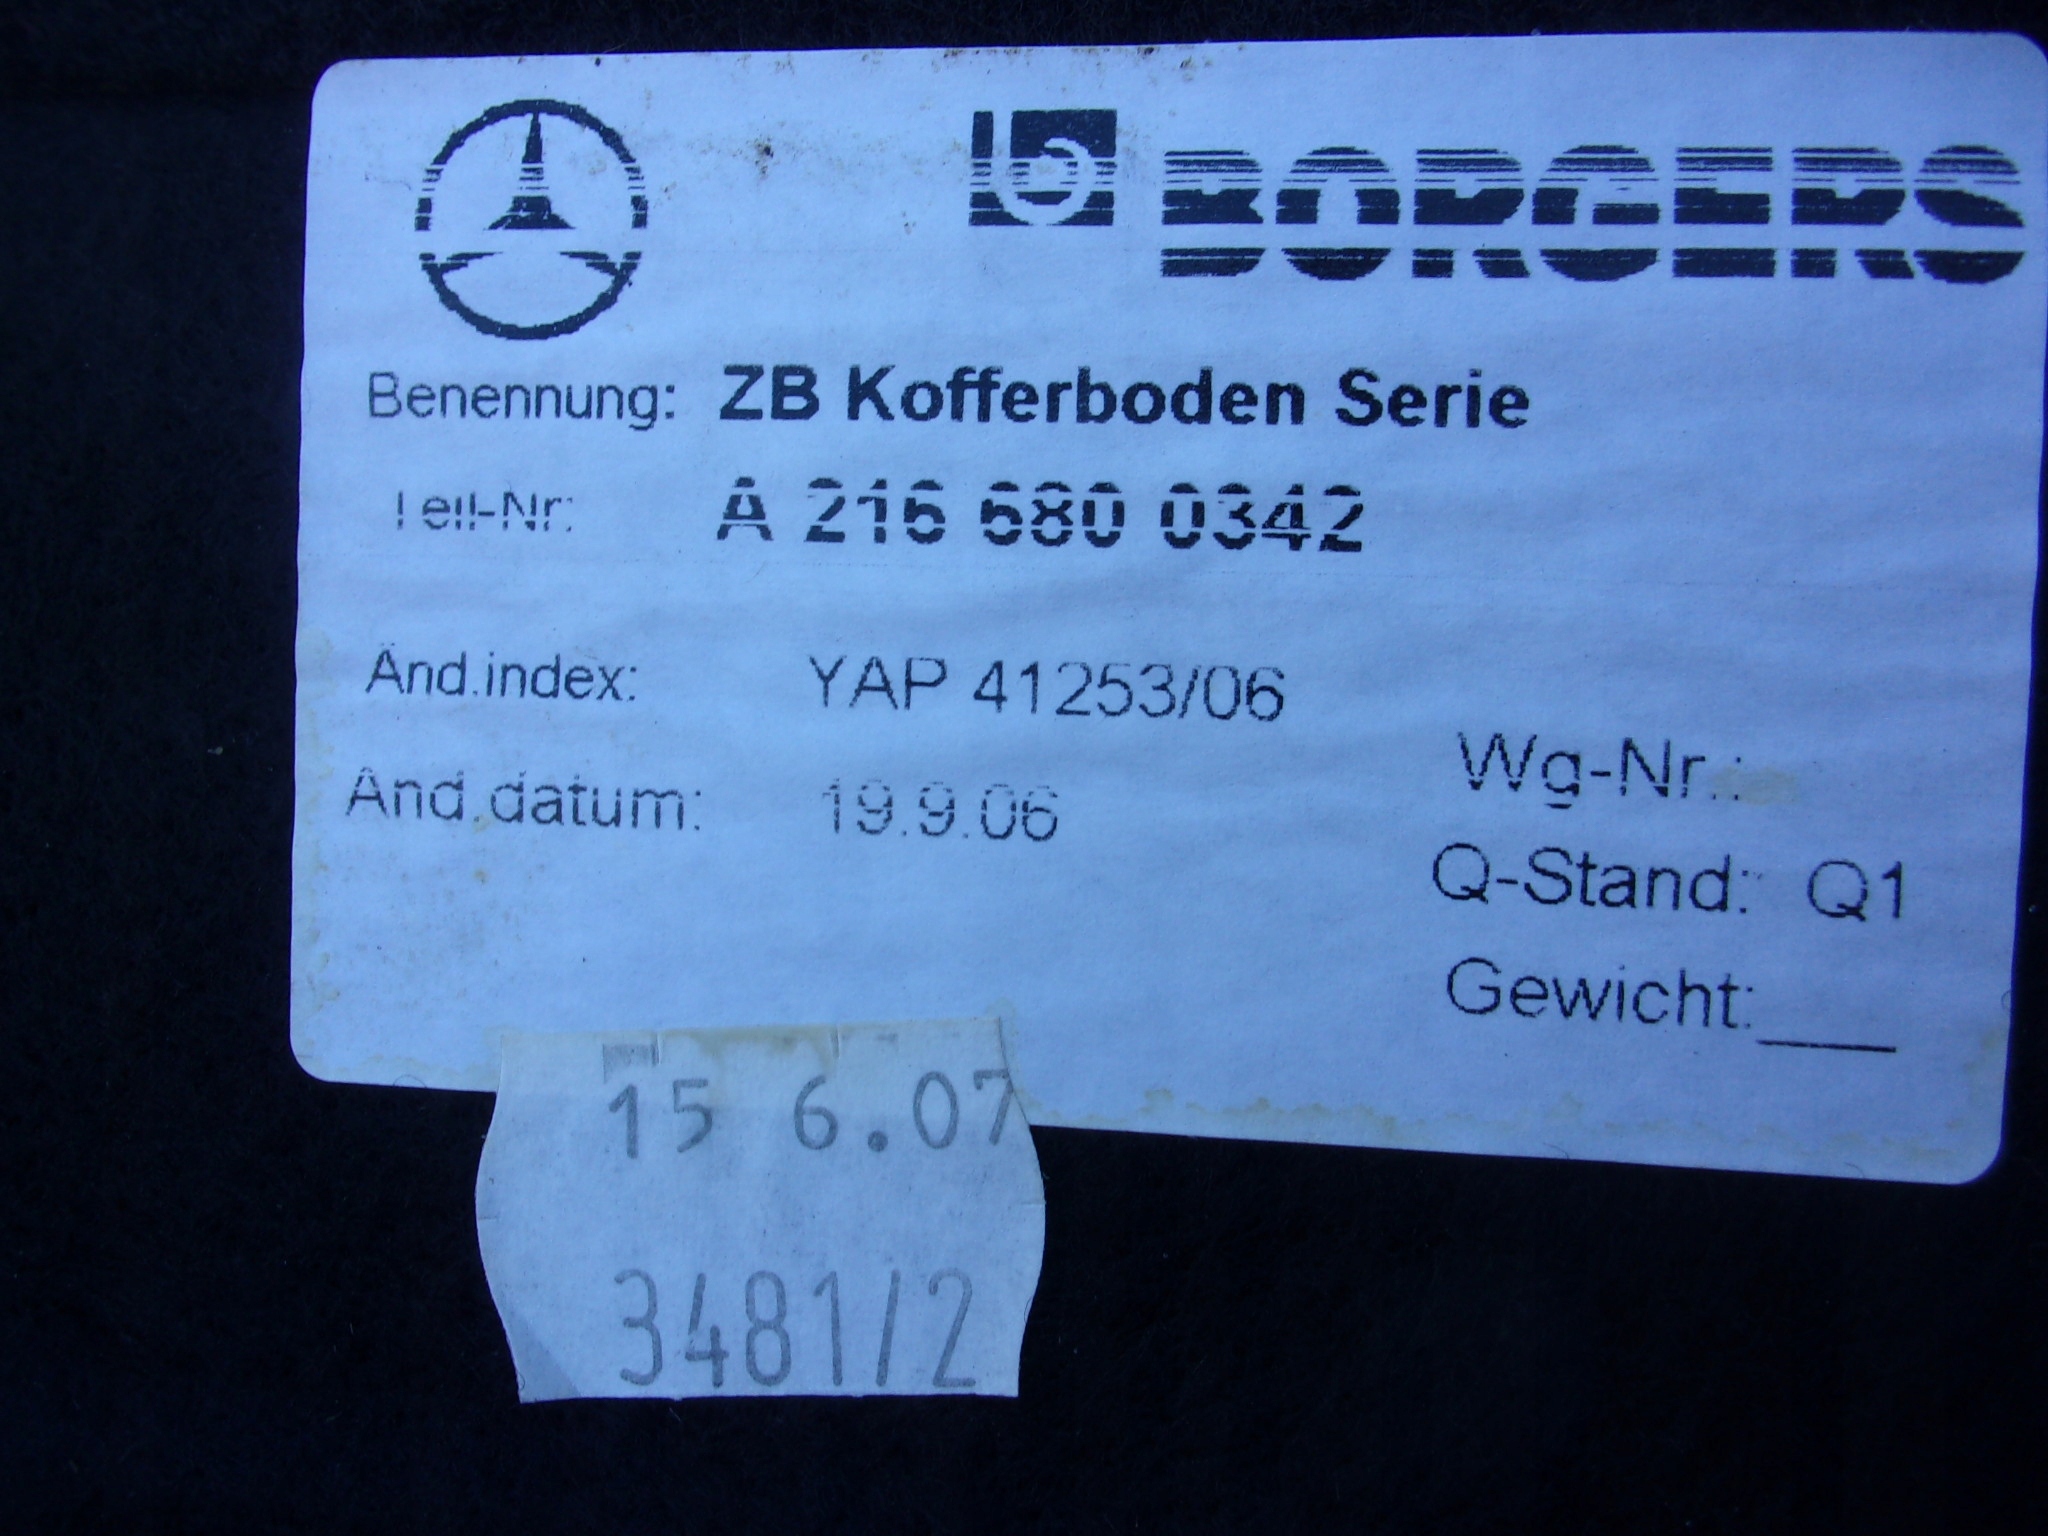 BORGERS
Benennung: ZB Kofferboden Serie
Teil-Nr: A 216 680 0342
Änd.index: YAP 41253/06
Änd.datum: 19.9.06
Wg-Nr.:
Q-Stand: Q1
Gewicht:___
15 6.07
3481/2